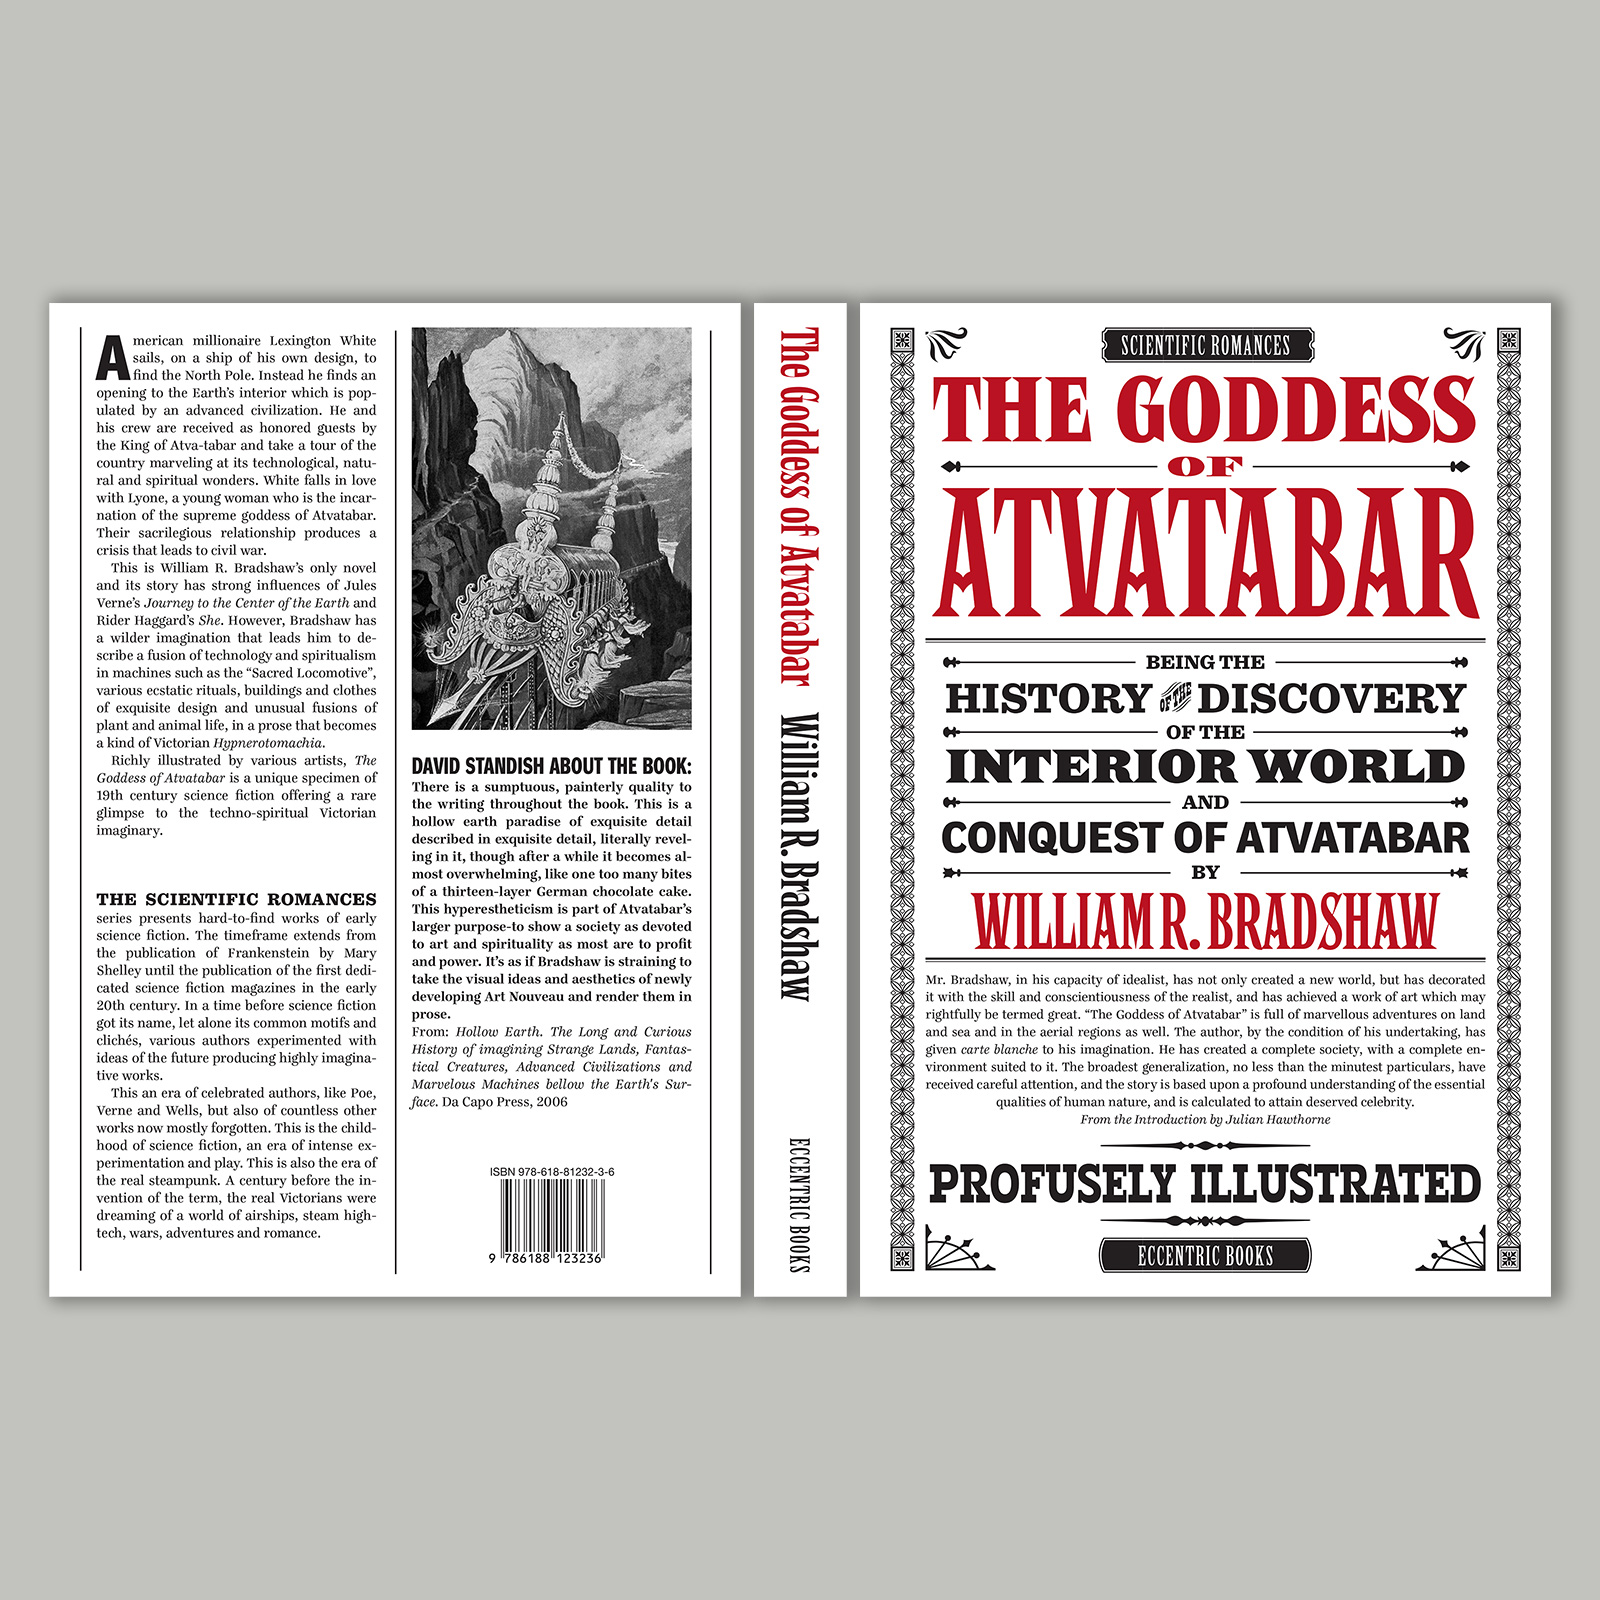 American millionaire Lexington White
sails, on a ship of his own design, to
find the North Pole. Instead he finds an
opening to the Earth's interior which is pop-
ulated by an advanced civilization. He and
his crew are received as honored guests by
the King of Atva-tabar and take a tour of the
country marveling at its technological, natu-
ral and spiritual wonders. White falls in love
with Lyone, a young woman who is the incar-
nation of the supreme goddess of Atvatabar.
Their sacrilegious relationship produces a
crisis that leads to civil war.
This is William R. Bradshaw's only novel
and its story has strong influences of Jules
Verne's Journey to the Center of the Earth and
Rider Haggard's She. However, Bradshaw has
a wilder imagination that leads him to de-
scribe a fusion of technology and spiritualism
in machines such as the “Sacred Locomotive”,
various ecstatic rituals, buildings and clothes
of exquisite design and unusual fusions of
plant and animal life, in a prose that becomes
a kind of Victorian Hypnerotomachia.
Richly illustrated by various artists, The
Goddess of Atvatabar is a unique specimen of
19th century science fiction offering a rare
glimpse to the techno-spiritual Victorian
imaginary.
THE SCIENTIFIC ROMANCES
series presents hard-to-find works of early
science fiction. The timeframe extends from
the publication of Frankenstein by Mary
Shelley until the publication of the first dedi-
cated science fiction magazines in the early
20th century. In a time before science fiction
got its name, let alone its common motifs and
clichés, various authors experimented with
ideas of the future producing highly imagina-
tive works.
This an era of celebrated authors, like Poe,
Verne and Wells, but also of countless other
works now mostly forgotten. This is the child-
hood of science fiction, an era of intense ex-
perimentation and play. This is also the era of
the real steampunk. A century before the in-
vention of the term, the real Victorians were
dreaming of a world of airships, steam high-
tech, wars, adventures and romance.
DAVID STANDISH ABOUT THE BOOK:
There is a sumptuous, painterly quality to
the writing throughout the book. This is a
hollow earth paradise of exquisite detail
described in exquisite detail, literally revel-
ing in it, though after a while it becomes al-
most overwhelming, like one too many bites
of a thirteen-layer German chocolate cake.
This hyperestheticism is part of Atvatabar's
larger purpose-to show a society as devoted
to art and spirituality as most are to profit
and power. It's as if Bradshaw is straining to
take the visual ideas and aesthetics of newly
developing Art Nouveau and render them in
prose.
From: Hollow Earth. The Long and Curious
History of imagining Strange Lands, Fantas-
tical Creatures, Advanced Civilizations and
Marvelous Machines bellow the Earth's Sur-
face. Da Capo Press, 2006
ISBN 978-618-81232-3-6
9 786188 123236
The Goddess of Atvatabar William R. Bradshaw
ECCENTRIC BOOKS
SCIENTIFIC ROMANCES
THE GODDESS
OF
ATVATABAR
BEING THE
HISTORY OF THE DISCOVERY
OF THE
INTERIOR WORLD
AND
CONQUEST OF ATVATABAR
BY
WILLIAM R. BRADSHAW
Mr. Bradshaw, in his capacity of idealist, has not only created a new world, but has decorated
it with the skill and conscientiousness of the realist, and has achieved a work of art which may
rightfully be termed great. “The Goddess of Atvatabar” is full of marvellous adventures on land
and sea and in the aerial regions as well. The author, by the condition of his undertaking, has
given carte blanche to his imagination. He has created a complete society, with a complete en-
vironment suited to it. The broadest generalization, no less than the minutest particulars, have
received careful attention, and the story is based upon a profound understanding of the essential
qualities of human nature, and is calculated to attain deserved celebrity.
From the Introduction by Julian Hawthorne
PROFUSELY ILLUSTRATED
ECCENTRIC BOOKS